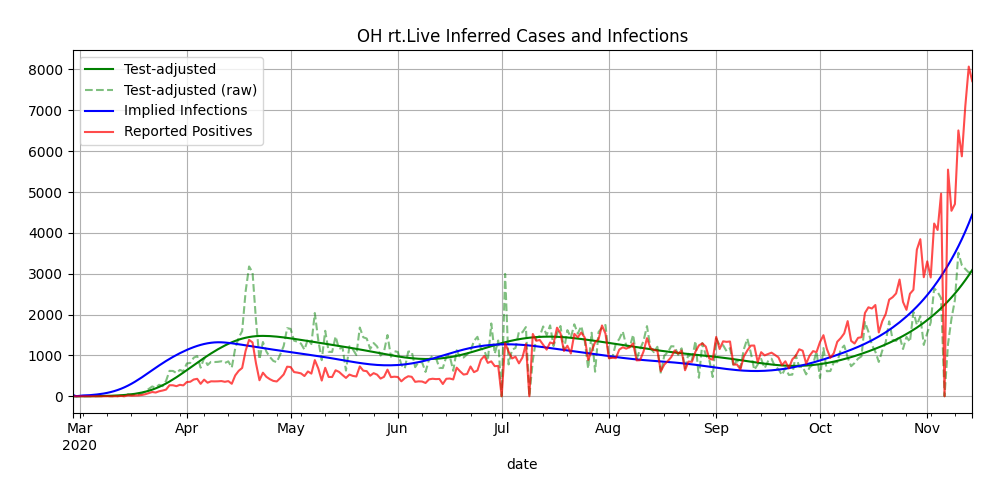 OH rt.Live Inferred Cases and Infections
Test-adjusted
Test-adjusted (raw)
Implied Infections
Reported Positives
8000
7000
6000
5000
4000
3000
2000
1000
0
Mar Apr May Jun Jul Aug Sep Oct Nov
2020
date